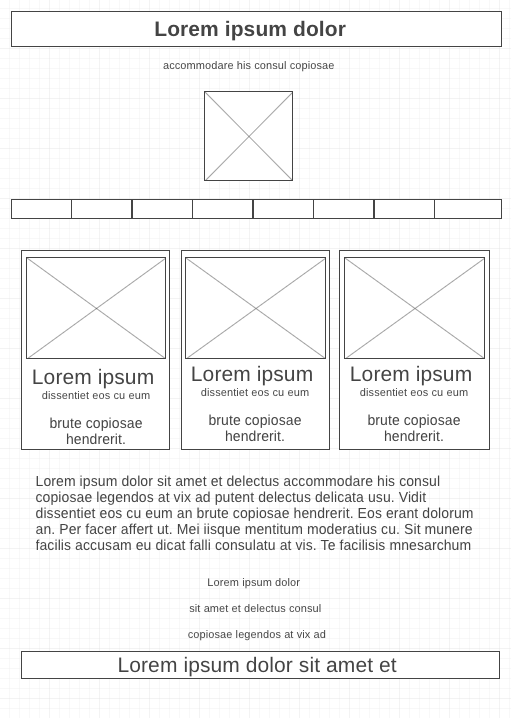 Lorem ipsum dolor
accommodare his consul copiosae
Lorem ipsum
dissentiet eos cu eum
brute copiosae
hendrerit.
Lorem ipsum
dissentiet eos cu eum
brute copiosae
hendrerit.
Lorem ipsum
dissentiet eos cu eum
brute copiosae
hendrerit.
Lorem ipsum dolor sit amet et delectus accommodare his consul
copiosae legendos at vix ad putent delectus delicata usu. Vidit
dissentiet eos cu eum an brute copiosae hendrerit. Eos erant dolorum
an. Per facer affert ut. Mei iisque mentitum moderatius cu. Sit munere
facilis accusam eu dicat falli consulatu at vis. Te facilisis mnesarchum
Lorem ipsum dolor
sit amet et delectus consul
copiosae legendos at vix ad
Lorem ipsum dolor sit amet et